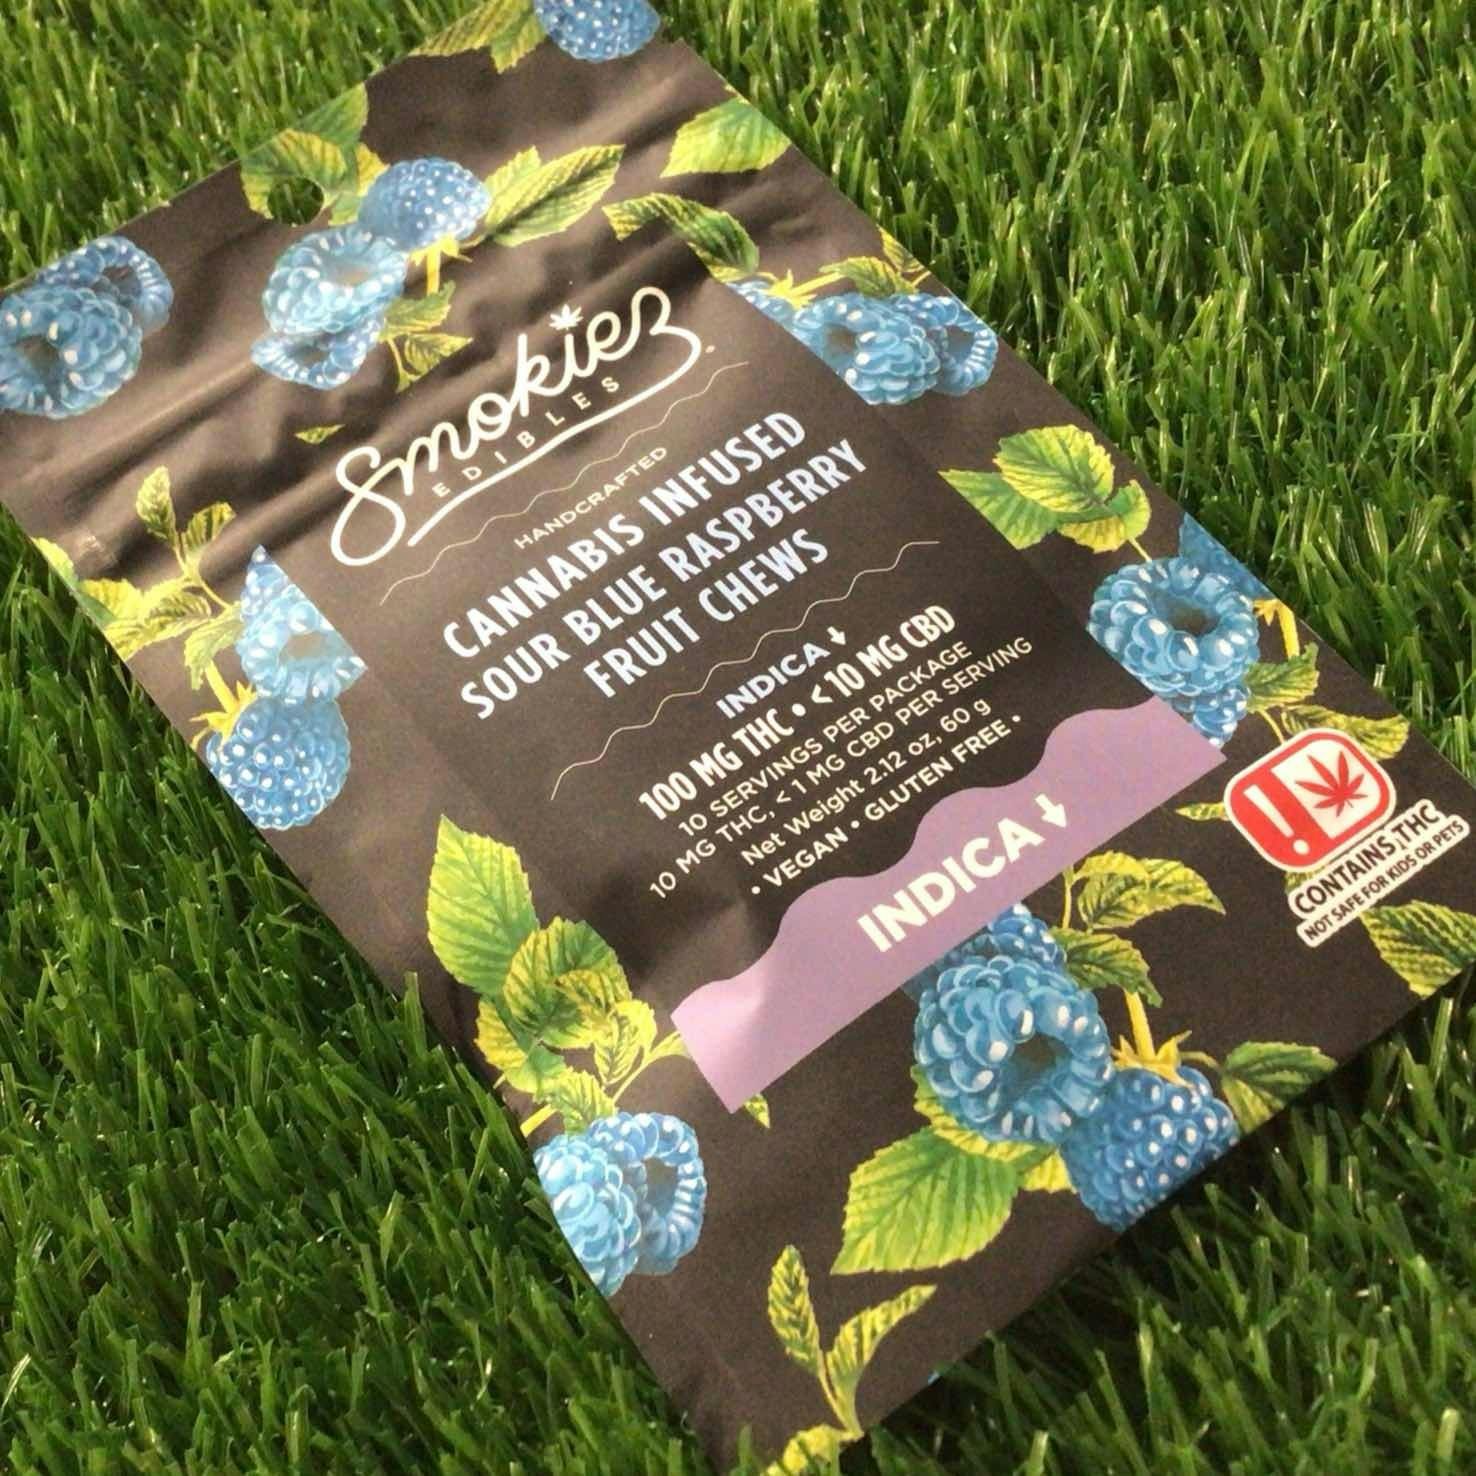 Smokiez
EDIBLES
HANDCRAFTED
CANNABIS INFUSED
SOUR BLUE RASPBERRY
FRUIT CHEWS
INDICA ↓
100 MG THC • < 10 MG CBD
10 SERVINGS PER PACKAGE
10 MG THC, < 1 MG CBD PER SERVING
Net Weight 2.12 oz, 60 g
• VEGAN • GLUTEN FREE •
INDICA ↓
!
CONTAINS THC
NOT SAFE FOR KIDS OR PETS